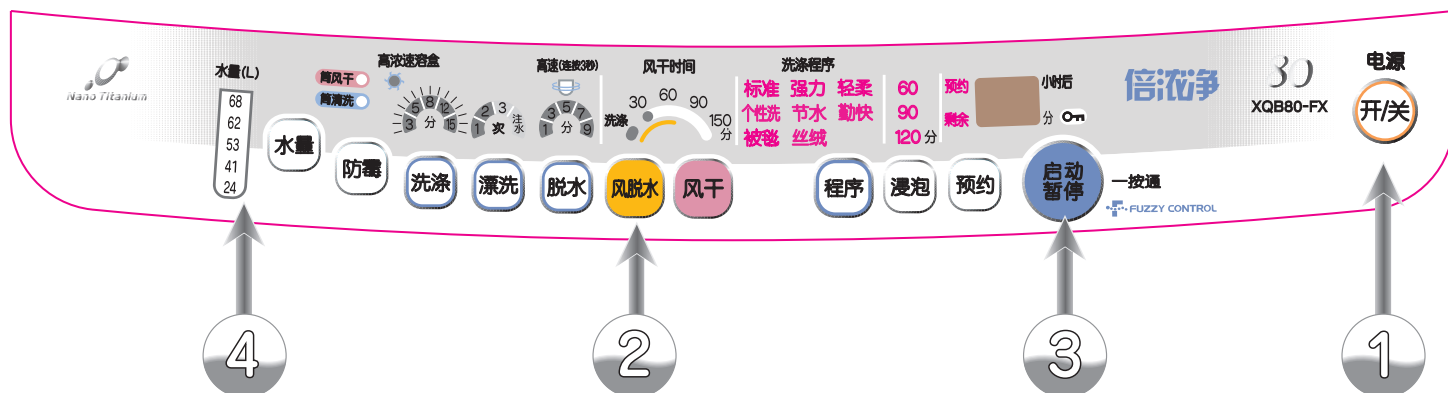 Nano Titanium
水量(L)
68
62
53
41
24
水量
筒风干
筒清洗
防霉
高浓速溶盒
3 5 8 12 15
分
洗涤
1 2 3
次
注水
漂洗
高速(连按3秒)
1 3 5 7 9
分
脱水
风干时间
洗涤 30 60 90 150
分
风脱水
风干
洗涤程序
标准 强力 轻柔 60
个性洗 节水 勤快 90
被毯 丝绒 120分
程序
浸泡
预约
剩余
小时后
分
预约
启动
暂停
一按通
FUZZY CONTROL
倍浓净
80
XQB80-FX
电源
开/关
4
2
3
1